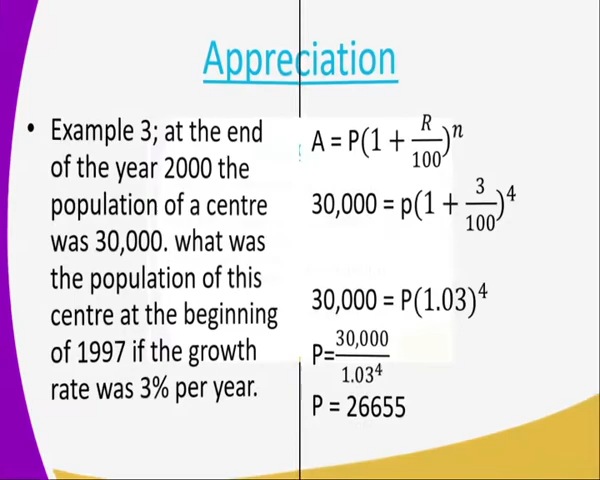 Appreciation
• Example 3; at the end
of the year 2000 the
population of a centre
was 30,000. what was
the population of this
centre at the beginning
of 1997 if the growth
rate was 3% per year.
A = P(1 + R/100)^n
30,000 = p(1 + 3/100)^4
30,000 = P(1.03)^4
P= 30,000/1.03^4
P = 26655